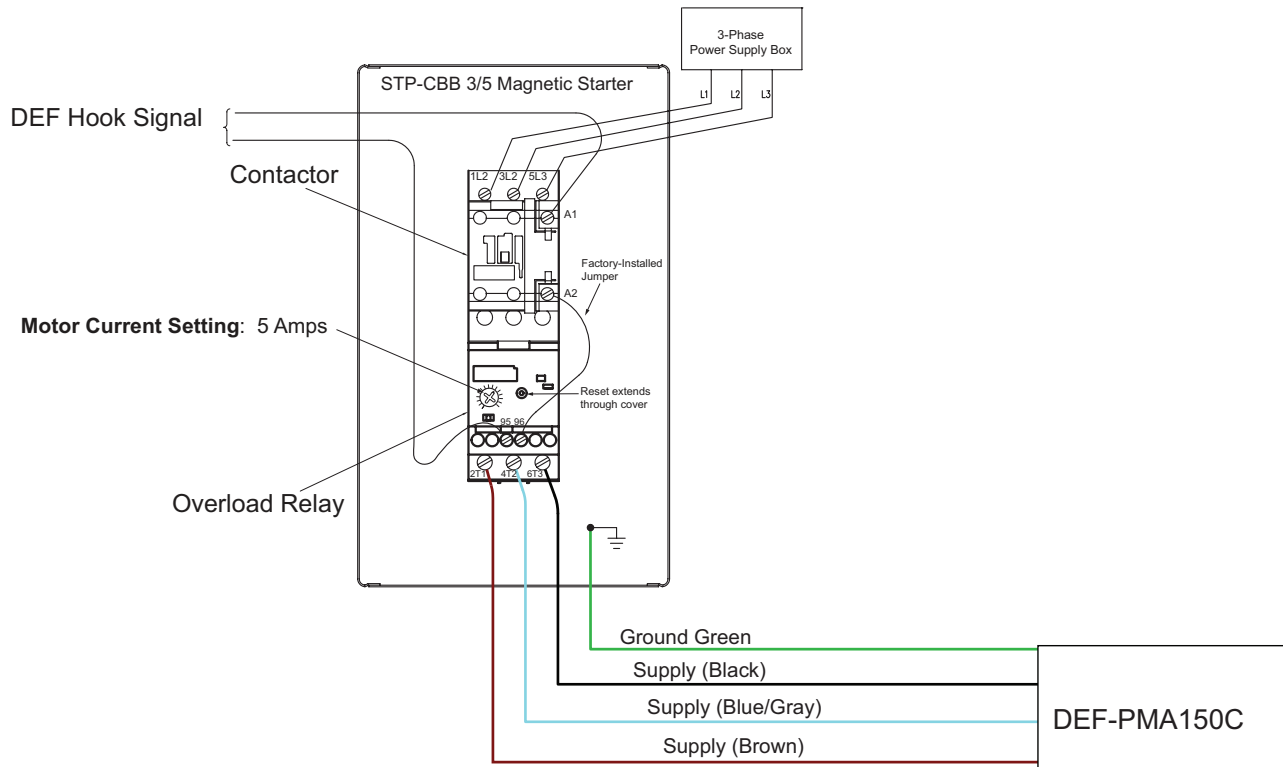 3-Phase
Power Supply Box
STP-CBB 3/5 Magnetic Starter
L1 L2 L3
DEF Hook Signal
Contactor
1L2 3L2 5L3
A1
Factory-Installed
Jumper
A2
Motor Current Setting: 5 Amps
Reset extends
through cover
95 96
2T1 4T2 6T3
Overload Relay
Ground Green
Supply (Black)
Supply (Blue/Gray)
Supply (Brown)
DEF-PMA150C